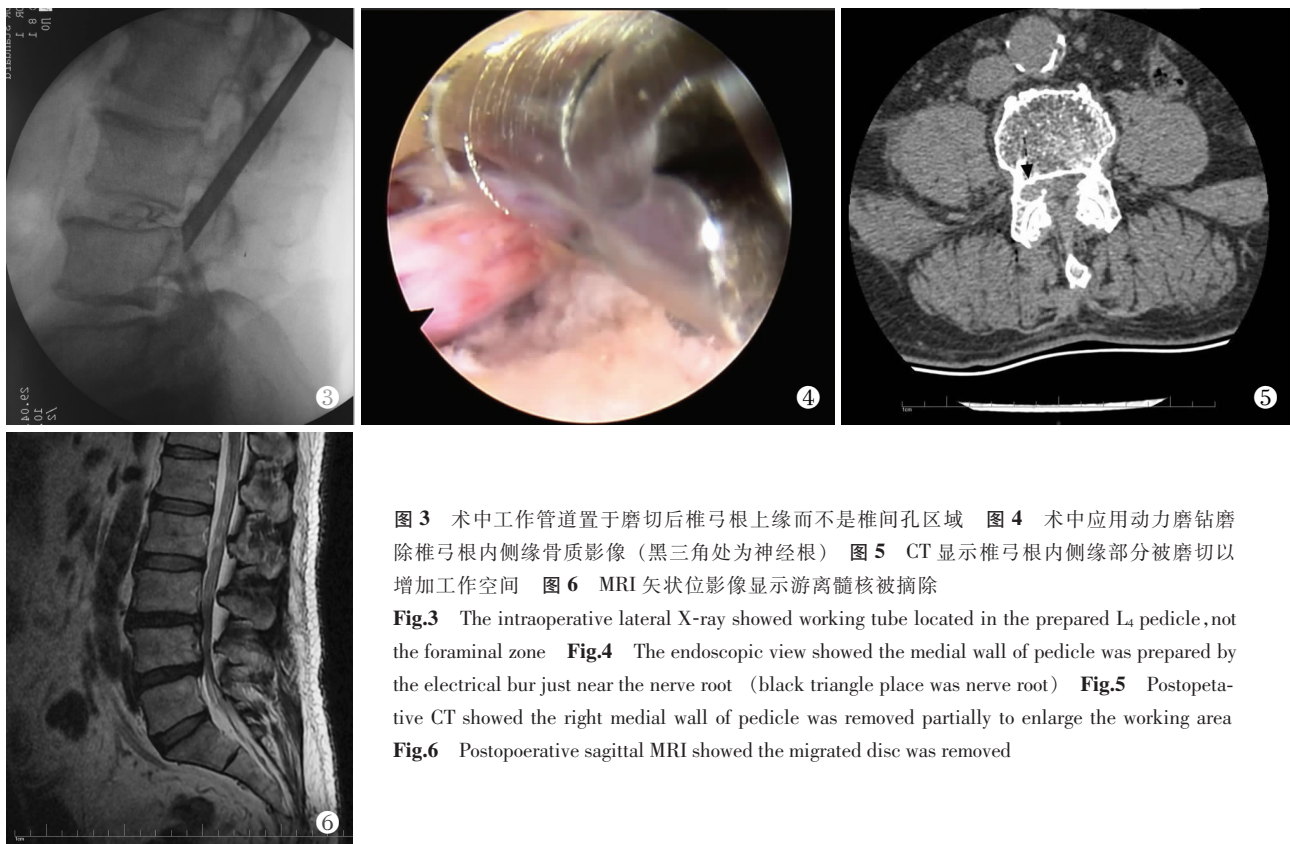 3
4
5
1cm
6
1cm
图 3 术中工作管道置于磨切后椎弓根上缘而不是椎间孔区域 图 4 术中应用动力磨钻磨
除椎弓根内侧缘骨质影像（黑三角处为神经根） 图 5 CT 显示椎弓根内侧缘部分被磨切以
增加工作空间 图 6 MRI 矢状位影像显示游离髓核被摘除
Fig.3 The intraoperative lateral X-ray showed working tube located in the prepared L4 pedicle,not
the foraminal zone Fig.4 The endoscopic view showed the medial wall of pedicle was prepared by
the electrical bur just near the nerve root （black triangle place was nerve root） Fig.5 Postopeta-
tive CT showed the right medial wall of pedicle was removed partially to enlarge the working area
Fig.6 Postopoerative sagittal MRI showed the migrated disc was removed